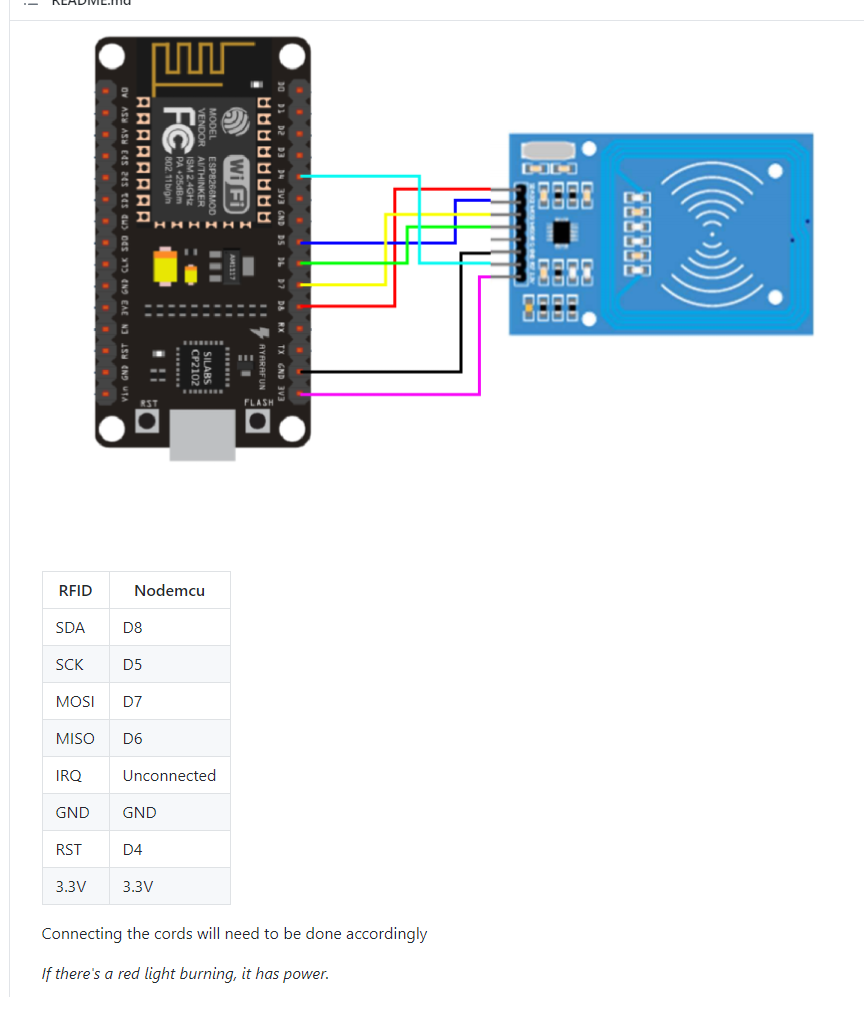 README.md
D0
D1
D2
D3
D4
3V3
GND
D5
D6
D7
D8
RX
TX
GND
3V3
A0
RSV
RSV
SD3
SD2
SD1
CMD
SD0
CLK
GND
3V3
EN
RST
GND
Vin
MODEL ESP8266MOD
VENDOR AI/THINKER
ISM 2.4GHz
PA +25dBm
802.11b/g/n
FC
WiFi
AMS1117
SILABS
CP2102
AYARAFUN
RST
FLASH
RFID Nodemcu
SDA D8
SCK D5
MOSI D7
MISO D6
IRQ Unconnected
GND GND
RST D4
3.3V 3.3V
Connecting the cords will need to be done accordingly
If there's a red light burning, it has power.